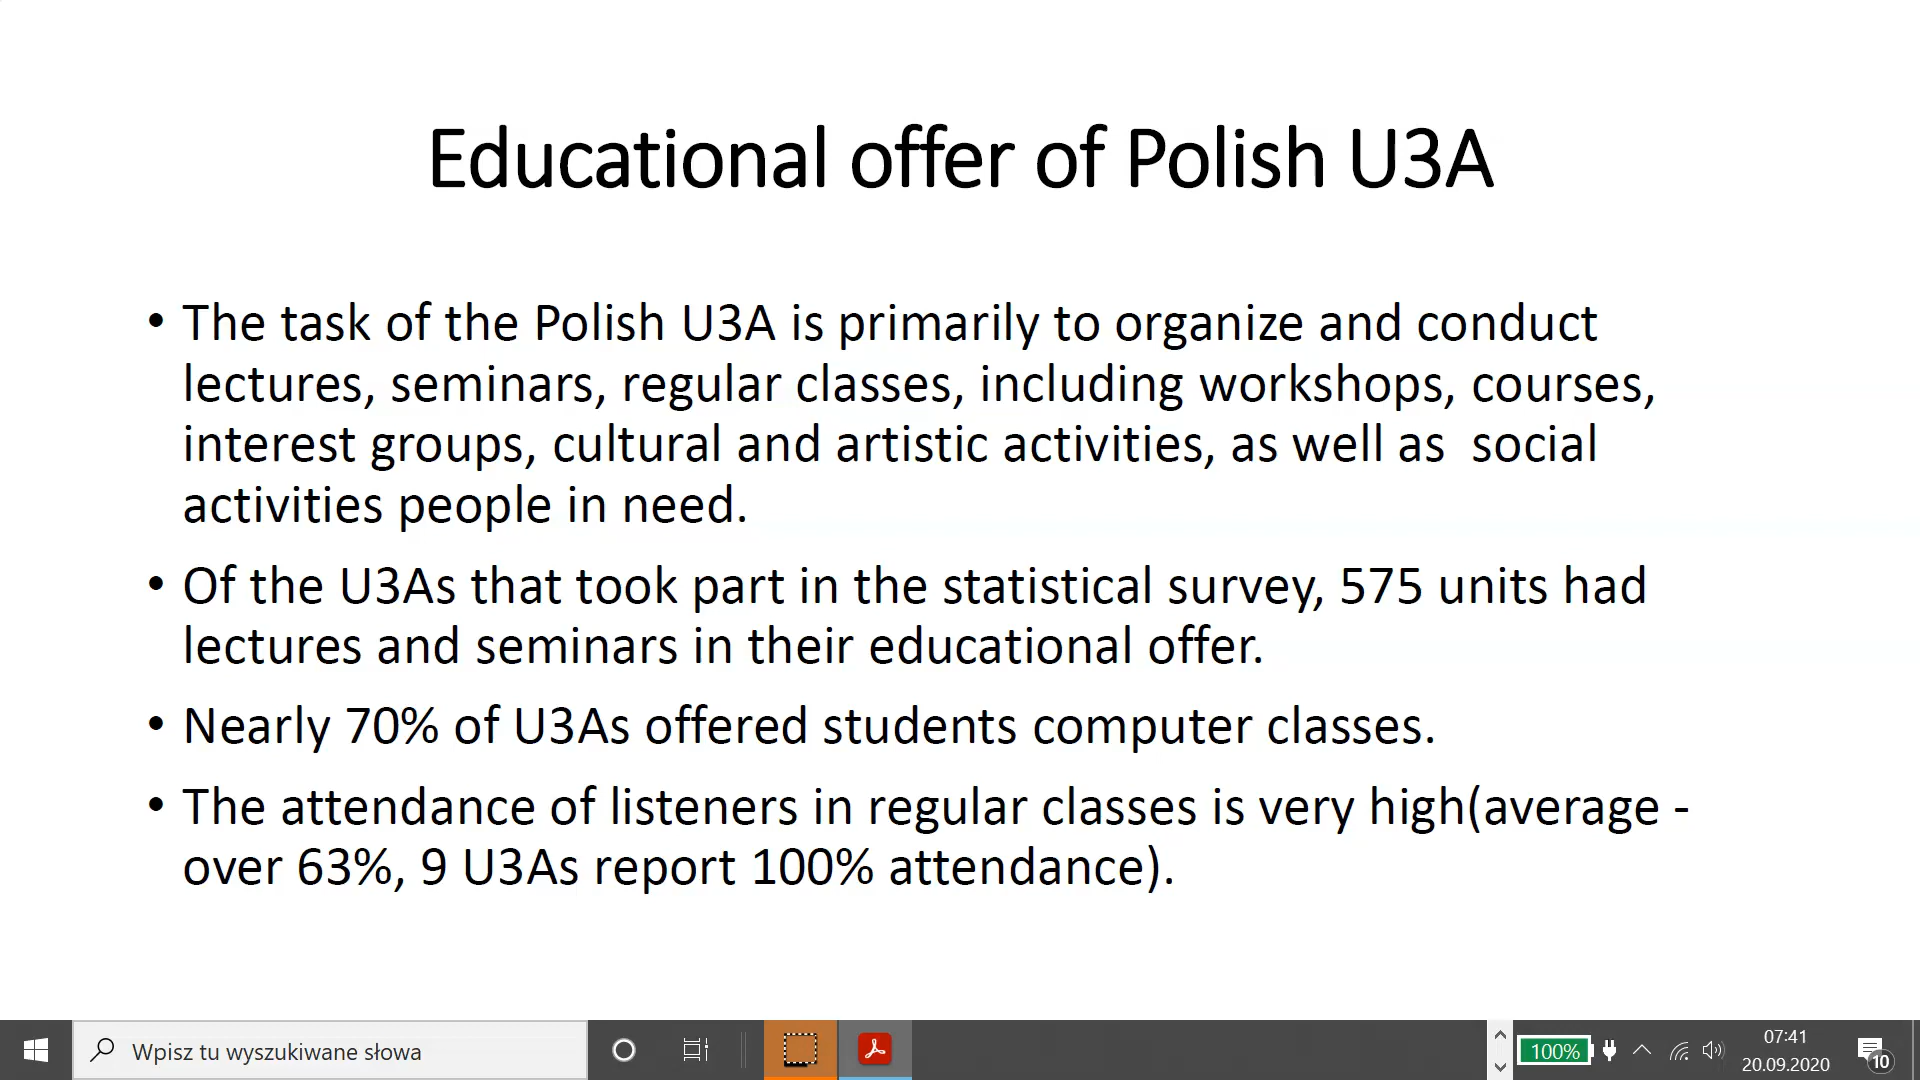 Educational offer of Polish U3A
• The task of the Polish U3A is primarily to organize and conduct
lectures, seminars, regular classes, including workshops, courses,
interest groups, cultural and artistic activities, as well as  social
activities people in need.
• Of the U3As that took part in the statistical survey, 575 units had
lectures and seminars in their educational offer.
• Nearly 70% of U3As offered students computer classes.
• The attendance of listeners in regular classes is very high(average -
over 63%, 9 U3As report 100% attendance).
Wpisz tu wyszukiwane słowa
100%
07:41
20.09.2020
10